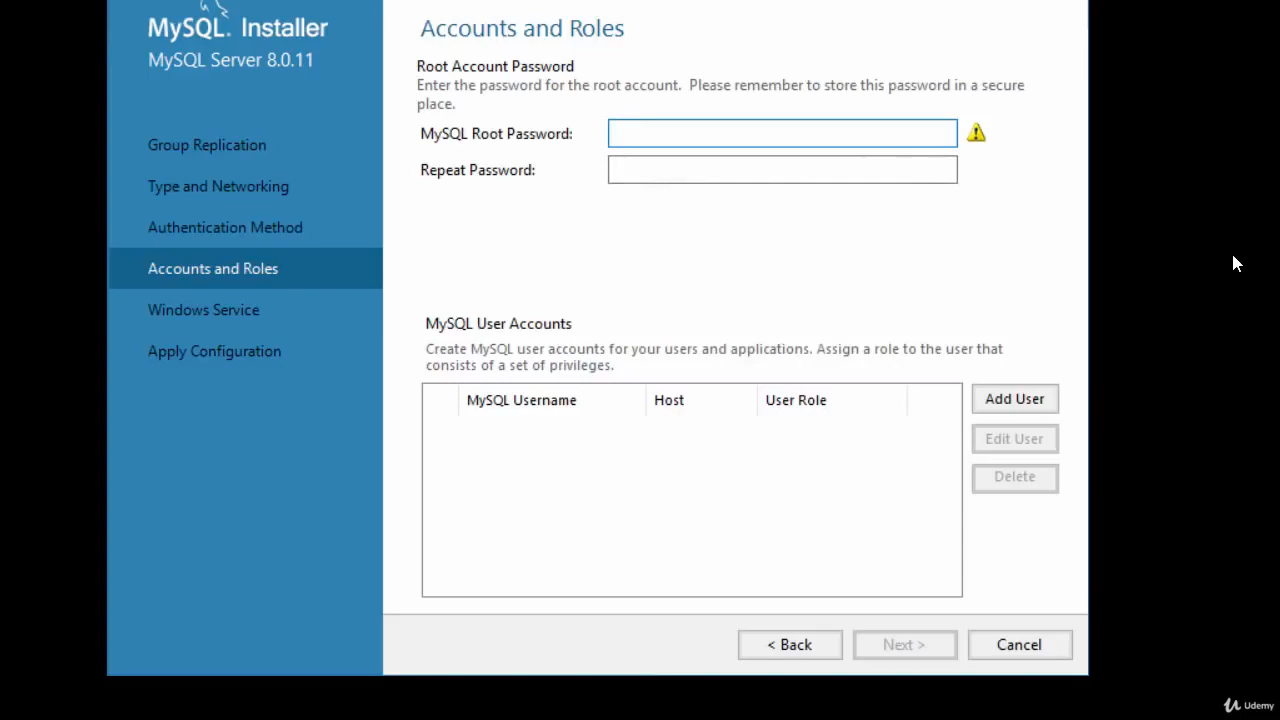 MySQL. Installer
MySQL Server 8.0.11
Group Replication
Type and Networking
Authentication Method
Accounts and Roles
Windows Service
Apply Configuration
Accounts and Roles
Root Account Password
Enter the password for the root account. Please remember to store this password in a secure
place.
MySQL Root Password:
Repeat Password:
MySQL User Accounts
Create MySQL user accounts for your users and applications. Assign a role to the user that
consists of a set of privileges.
MySQL Username Host User Role
Add User
Edit User
Delete
< Back Next > Cancel
Udemy